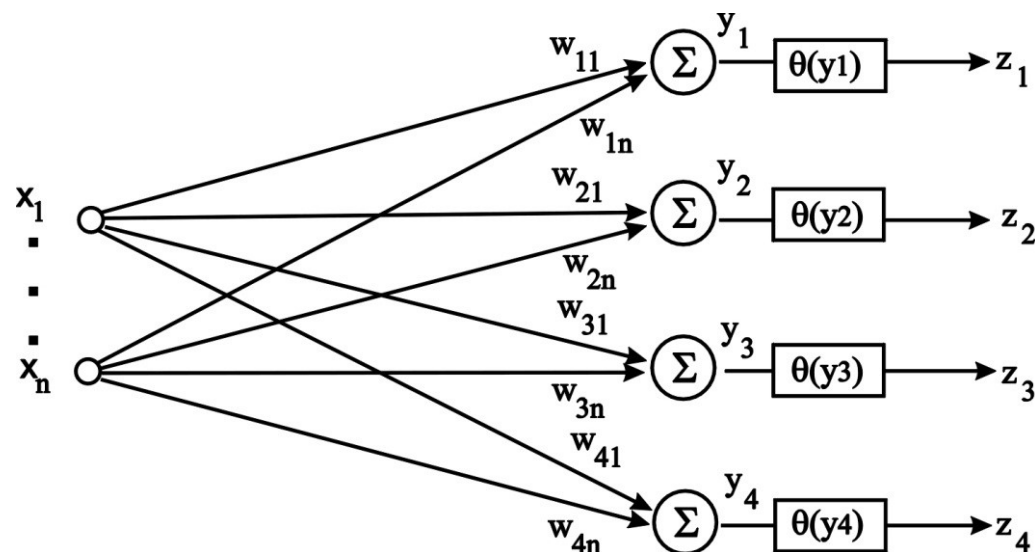 w₁₁ Σ y₁ θ(y1) z₁
w₁ₙ
x₁ w₂₁ Σ y₂ θ(y2) z₂
w₂ₙ
w₃₁
xₙ Σ y₃ θ(y3) z₃
w₃ₙ
w₄₁
Σ y₄ θ(y4) z₄
w₄ₙ